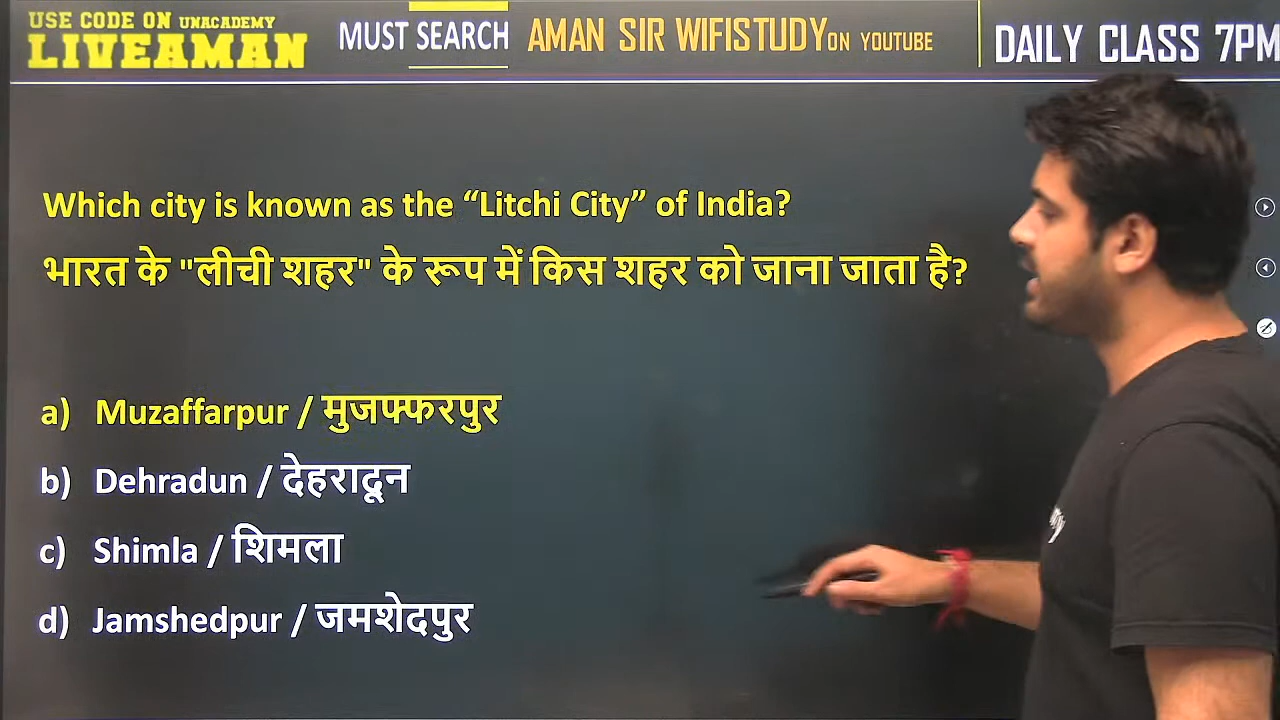 USE CODE ON UNACADEMY
LIVEAMAN
MUST SEARCH
AMAN SIR WIFISTUDY ON YOUTUBE
DAILY CLASS 7PM
Which city is known as the “Litchi City” of India?
भारत के "लीची शहर" के रूप में किस शहर को जाना जाता है?
a) Muzaffarpur / मुजफ्फरपुर
b) Dehradun / देहरादून
c) Shimla / शिमला
d) Jamshedpur / जमशेदपुर